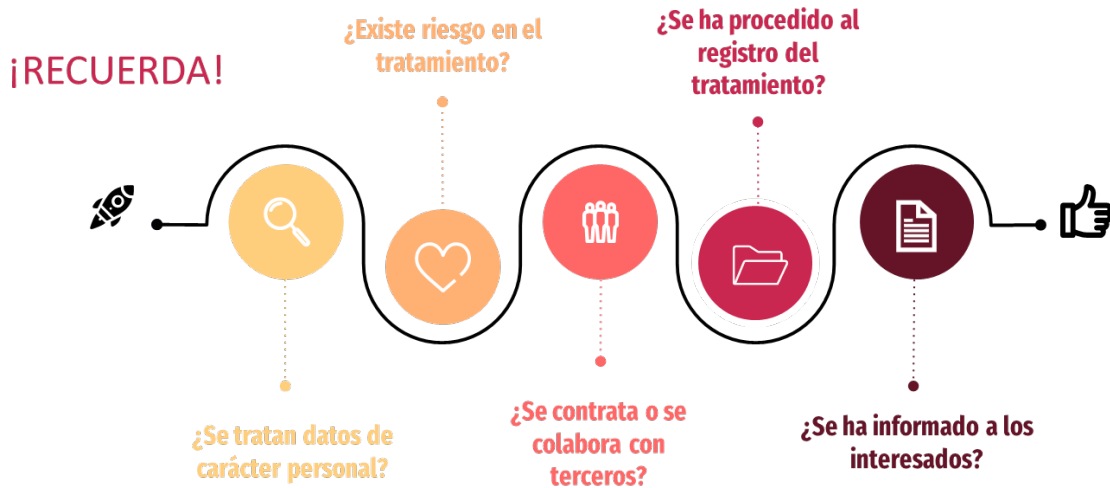 ¡RECUERDA!
¿Se tratan datos de
carácter personal?
¿Existe riesgo en el
tratamiento?
¿Se contrata o se
colabora con
terceros?
¿Se ha procedido al
registro del
tratamiento?
¿Se ha informado a los
interesados?